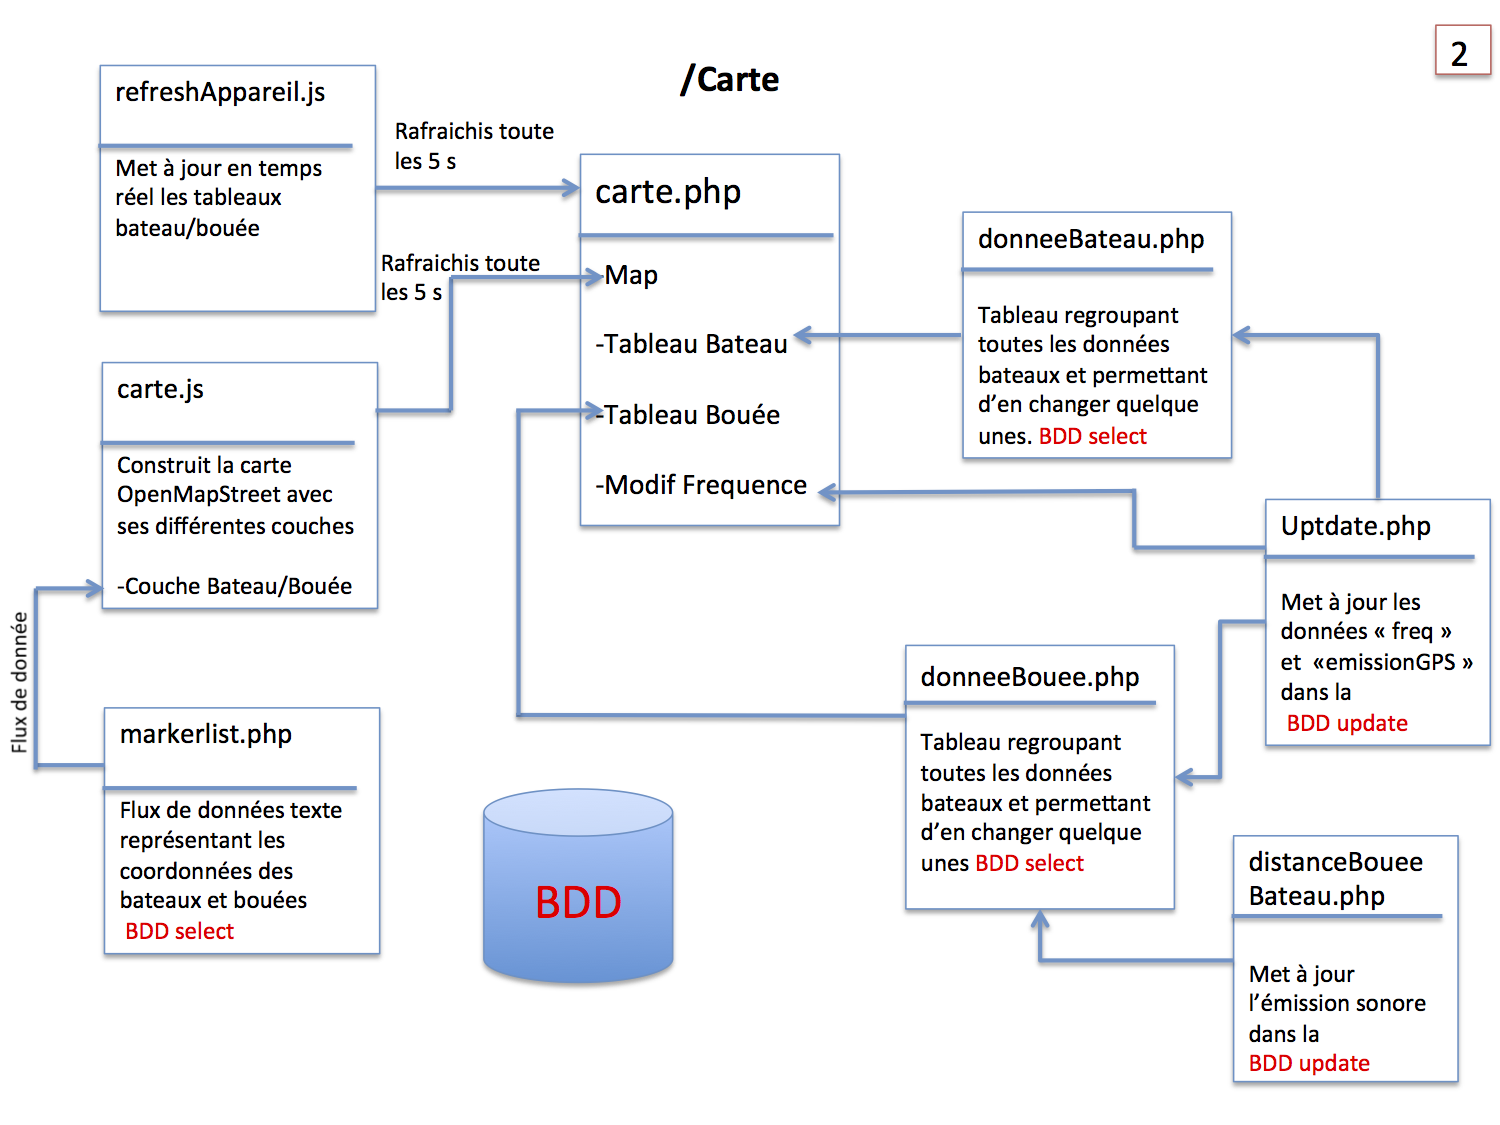 2
/Carte
refreshAppareil.js
Met à jour en temps
réel les tableaux
bateau/bouée
Rafraichis toute
les 5 s
carte.php
-Map
-Tableau Bateau
-Tableau Bouée
-Modif Frequence
Rafraichis toute
les 5 s
donneeBateau.php
Tableau regroupant
toutes les données
bateaux et permettant
d’en changer quelque
unes. BDD select
carte.js
Construit la carte
OpenMapStreet avec
ses différentes couches
-Couche Bateau/Bouée
Uptdate.php
Met à jour les
données « freq »
et «emissionGPS »
dans la
BDD update
Flux de donnée
donneeBouee.php
Tableau regroupant
toutes les données
bateaux et permettant
d’en changer quelque
unes BDD select
markerlist.php
Flux de données texte
représentant les
coordonnées des
bateaux et bouées
BDD select
BDD
distanceBouee
Bateau.php
Met à jour
l’émission sonore
dans la
BDD update